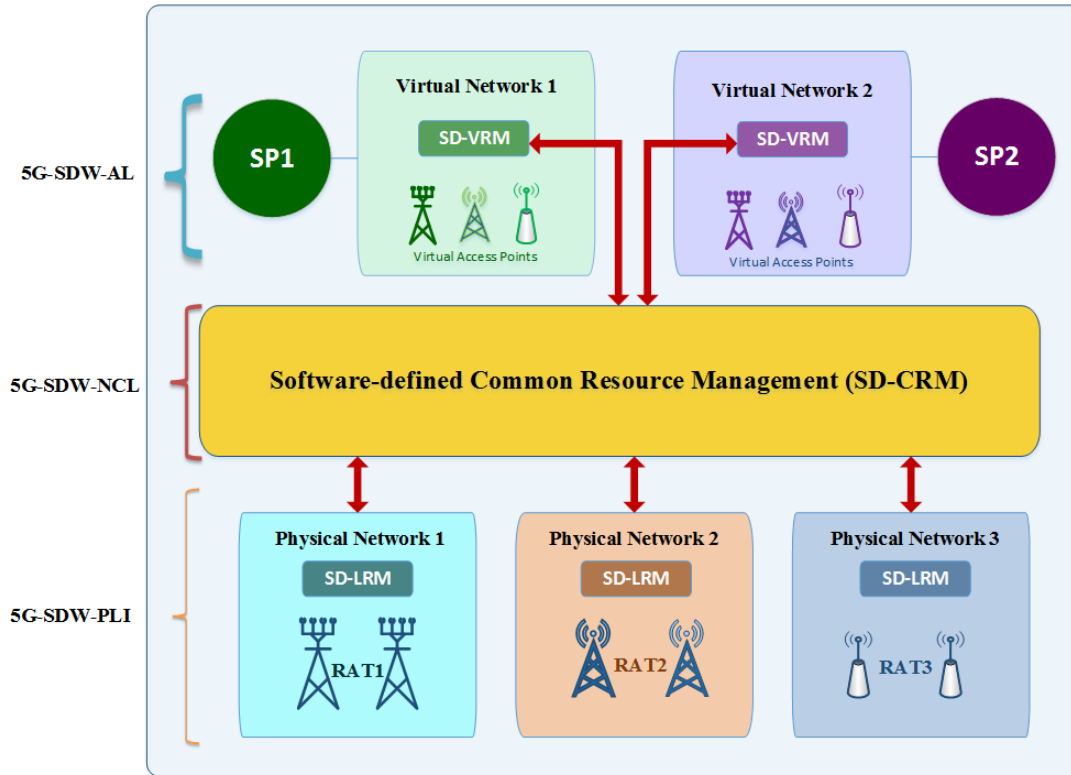 Virtual Network 1
Virtual Network 2
SD-VRM
SD-VRM
SP1
SP2
5G-SDW-AL
Virtual Access Points
Virtual Access Points
5G-SDW-NCL
Software-defined Common Resource Management (SD-CRM)
Physical Network 1
Physical Network 2
Physical Network 3
SD-LRM
SD-LRM
SD-LRM
5G-SDW-PLI
RAT1
RAT2
RAT3